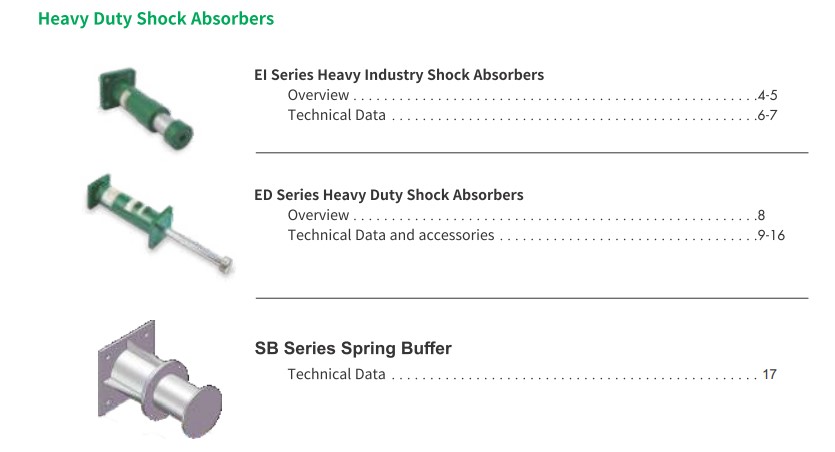 Heavy Duty Shock Absorbers
EI Series Heavy Industry Shock Absorbers
Overview . . . . . . . . . . . . . . . . . . . . . . . . . . . . . . . . . . . . . . . . . . . . . . . . . . . . .4-5
Technical Data . . . . . . . . . . . . . . . . . . . . . . . . . . . . . . . . . . . . . . . . . . . . . . . .6-7
ED Series Heavy Duty Shock Absorbers
Overview . . . . . . . . . . . . . . . . . . . . . . . . . . . . . . . . . . . . . . . . . . . . . . . . . . . . .8
Technical Data and accessories . . . . . . . . . . . . . . . . . . . . . . . . . . . . . . . . . .9-16
SB Series Spring Buffer
Technical Data . . . . . . . . . . . . . . . . . . . . . . . . . . . . . . . . . . . . . . . . . . . . . . . . 17